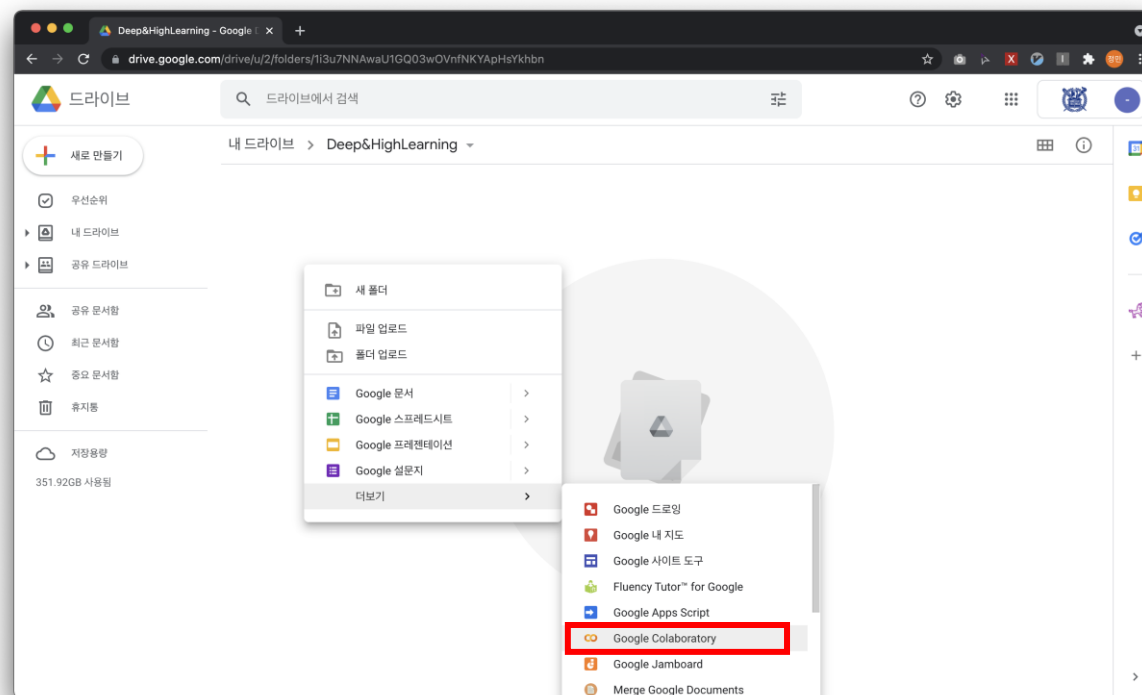 Deep&HighLearning - Google
drive.google.com/drive/u/2/folders/1i3u7NNAwaU1GQ03wOVnfNKYApHsYkhbn
드라이브
드라이브에서 검색
새로 만들기
내 드라이브 > Deep&HighLearning
우선순위
내 드라이브
공유 드라이브
공유 문서함
최근 문서함
중요 문서함
휴지통
저장용량
351.92GB 사용됨
새 폴더
파일 업로드
폴더 업로드
Google 문서
Google 스프레드시트
Google 프레젠테이션
Google 설문지
더보기
Google 드로잉
Google 내 지도
Google 사이트 도구
Fluency Tutor™ for Google
Google Apps Script
Google Colaboratory
Google Jamboard
Merge Google Documents